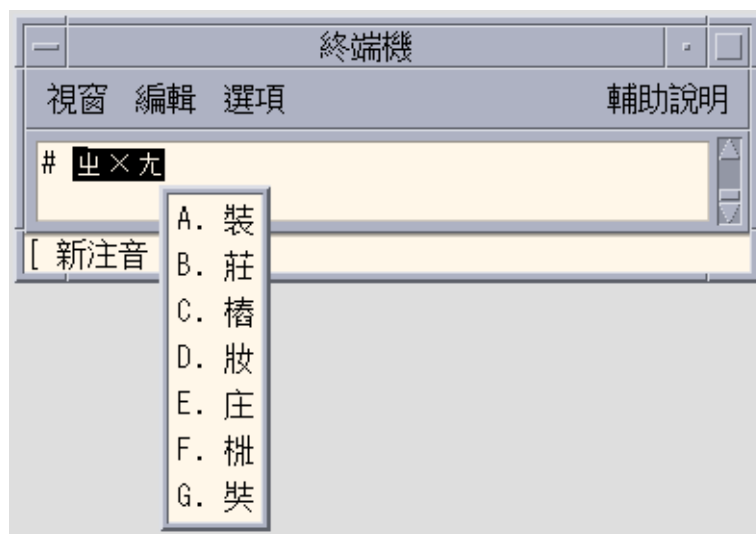 終端機
視窗 編輯 選項 輔助說明
# ㄓㄨㄤ
[ 新注音
A. 裝
B. 莊
C. 樁
D. 妝
E. 庄
G. 奘